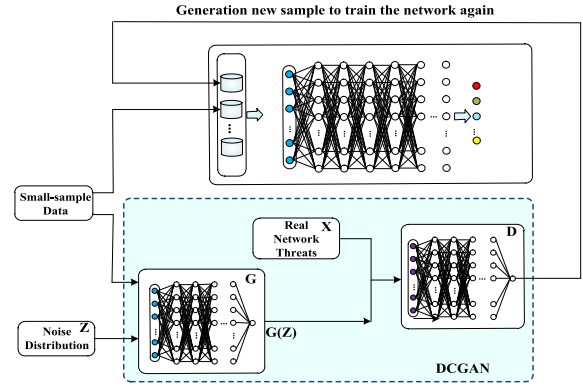 Generation new sample to train the network again
Small-sample
Data
Real
Network
Threats
X
D
G
Noise
Distribution
Z
G(Z)
DCGAN